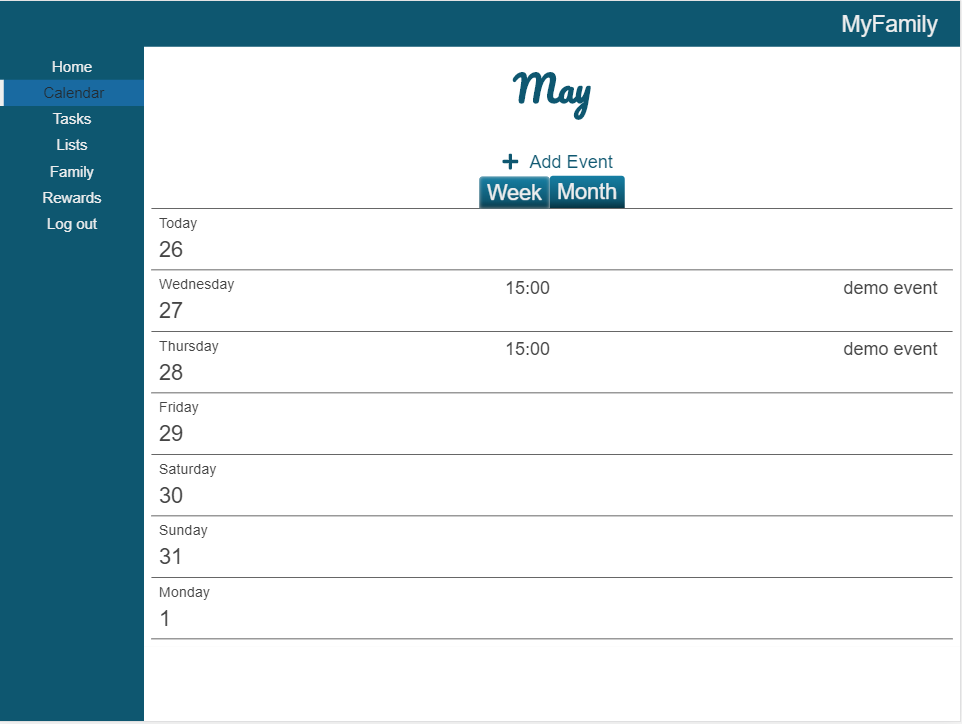 MyFamily
Home
Calendar
Tasks
Lists
Family
Rewards
Log out
May
Add Event
Week Month
Today
26
Wednesday 15:00 demo event
27
Thursday 15:00 demo event
28
Friday
29
Saturday
30
Sunday
31
Monday
1